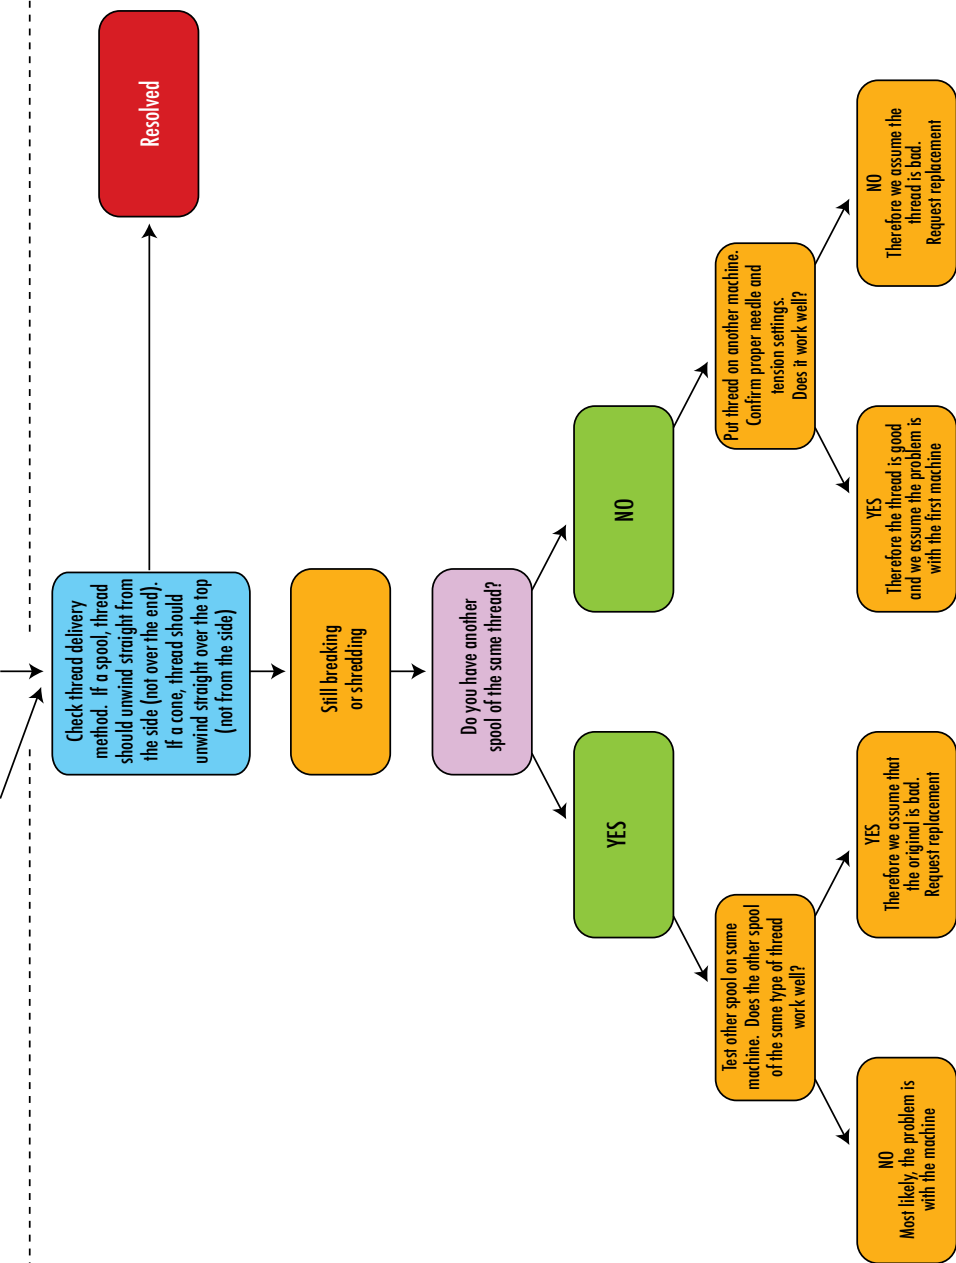 Check thread delivery
method. If a spool, thread
should unwind straight from
the side (not over the end).
If a cone, thread should
unwind straight over the top
(not from the side)
Resolved
Still breaking
or shredding
Do you have another
spool of the same thread?
YES
NO
Test other spool on same
machine. Does the other spool
of the same type of thread
work well?
Put thread on another machine.
Confirm proper needle and
tension settings.
Does it work well?
NO
Most likely, the problem is
with the machine
YES
Therefore we assume that
the original is bad.
Request replacement
YES
Therefore the thread is good
and we assume the problem is
with the first machine
NO
Therefore we assume the
thread is bad.
Request replacement